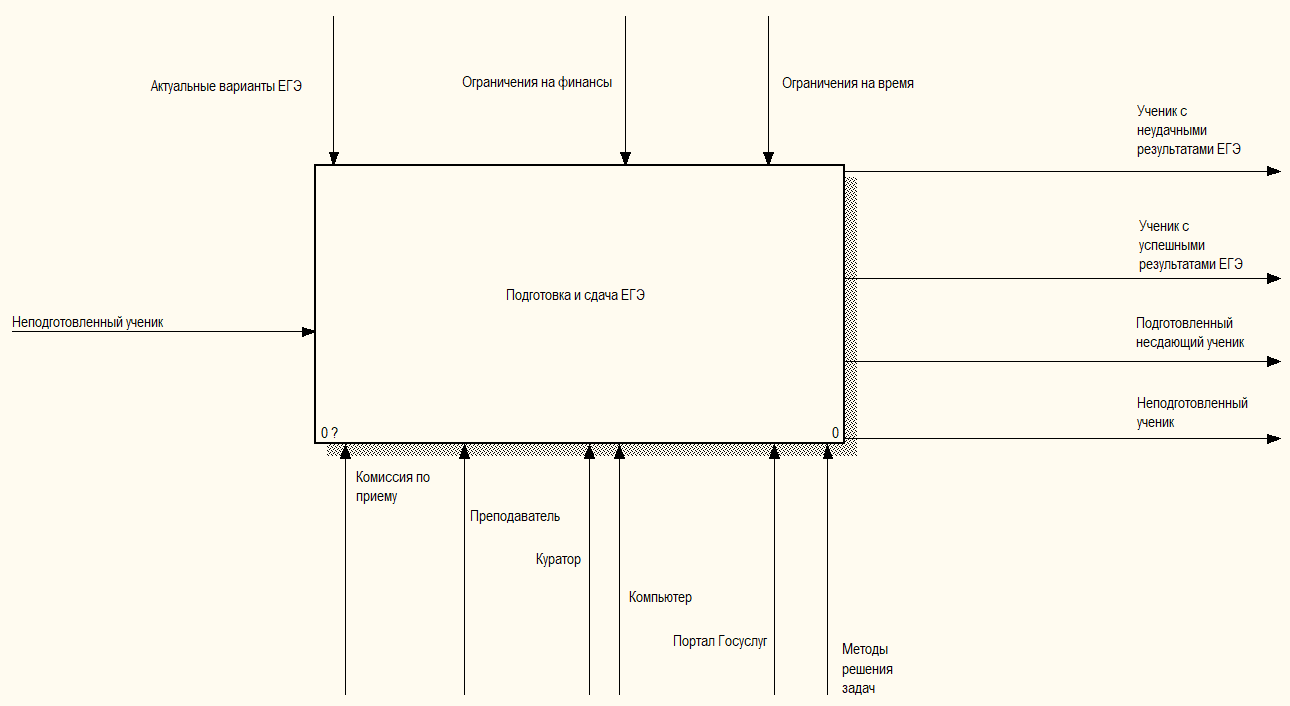 Актуальные варианты ЕГЭ
Ограничения на финансы
Ограничения на время
Ученик с
неудачными
результатами ЕГЭ
Ученик с
успешными
результатами ЕГЭ
Подготовка и сдача ЕГЭ
Неподготовленный ученик
Подготовленный
несдающий ученик
Неподготовленный
ученик
0 ?
0
Комиссия по
приему
Преподаватель
Куратор
Компьютер
Портал Госуслуг
Методы
решения
задач